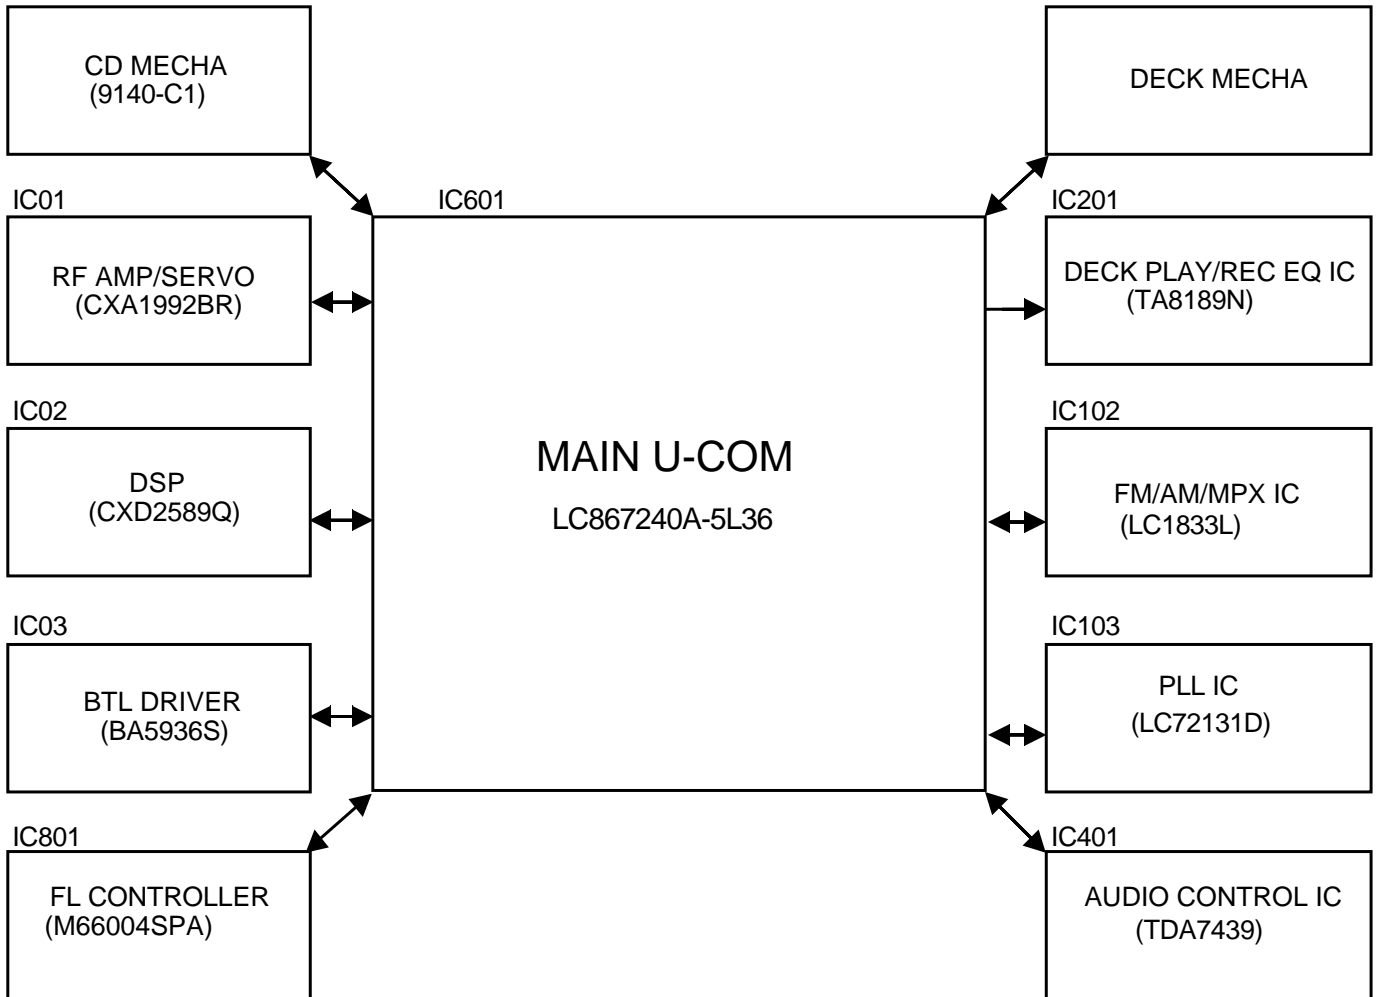 CD MECHA
(9140-C1)
DECK MECHA
IC01
IC601
IC201
RF AMP/SERVO
(CXA1992BR)
DECK PLAY/REC EQ IC
(TA8189N)
IC02
IC102
MAIN U-COM
LC867240A-5L36
DSP
(CXD2589Q)
FM/AM/MPX IC
(LC1833L)
IC03
IC103
BTL DRIVER
(BA5936S)
PLL IC
(LC72131D)
IC801
IC401
FL CONTROLLER
(M66004SPA)
AUDIO CONTROL IC
(TDA7439)